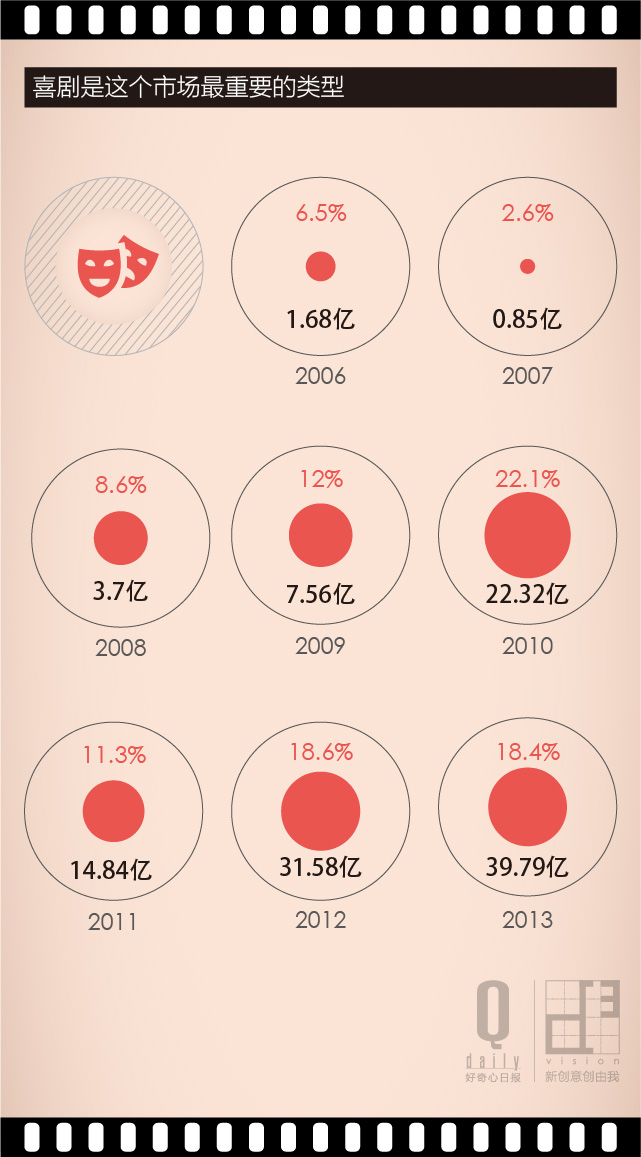 喜剧是这个市场最重要的类型
6.5%
1.68亿
2006
2.6%
0.85亿
2007
8.6%
3.7亿
2008
12%
7.56亿
2009
22.1%
22.32亿
2010
11.3%
14.84亿
2011
18.6%
31.58亿
2012
18.4%
39.79亿
2013
Q
daily
好奇心日报
d3
vision
新创意创由我